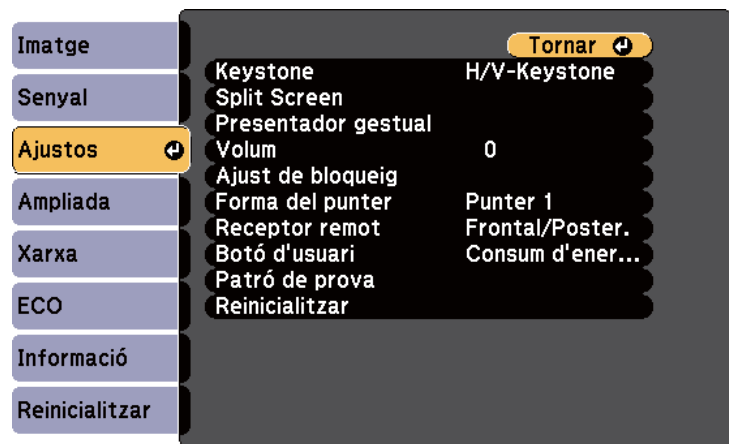 Imatge
Senyal
Ajustos
Ampliada
Xarxa
ECO
Informació
Reinicialitzar
Tornar
Keystone H/V-Keystone
Split Screen
Presentador gestual
Volum 0
Ajust de bloqueig
Forma del punter Punter 1
Receptor remot Frontal/Poster.
Botó d'usuari Consum d'ener...
Patró de prova
Reinicialitzar